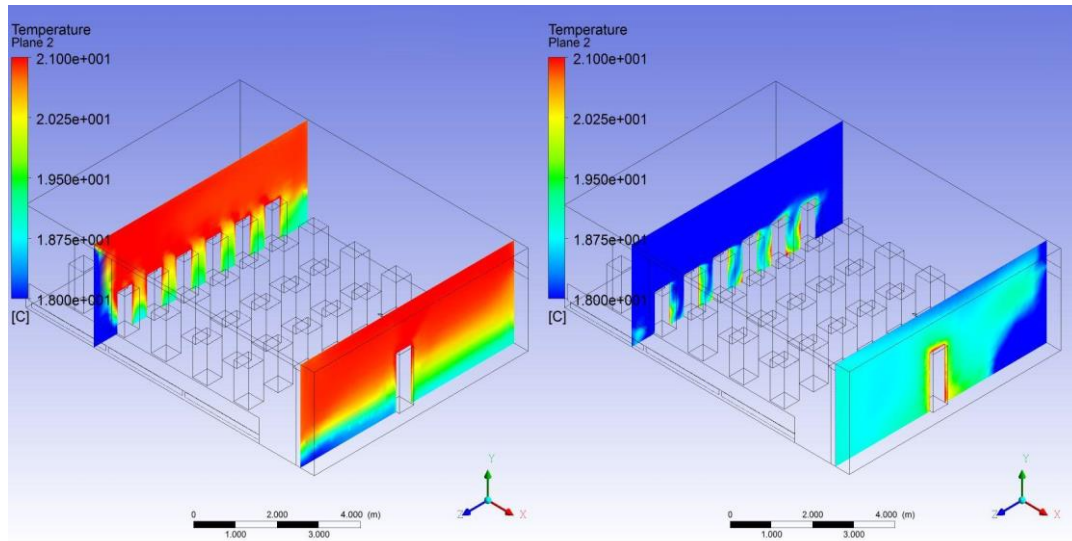 Temperature
Plane 2
2.100e+001
2.025e+001
1.950e+001
1.875e+001
1.800e+001
[C]
Y
Z
X
0 2.000 4.000 (m)
1.000 3.000
Temperature
Plane 2
2.100e+001
2.025e+001
1.950e+001
1.875e+001
1.800e+001
[C]
Y
Z
X
0 2.000 4.000 (m)
1.000 3.000